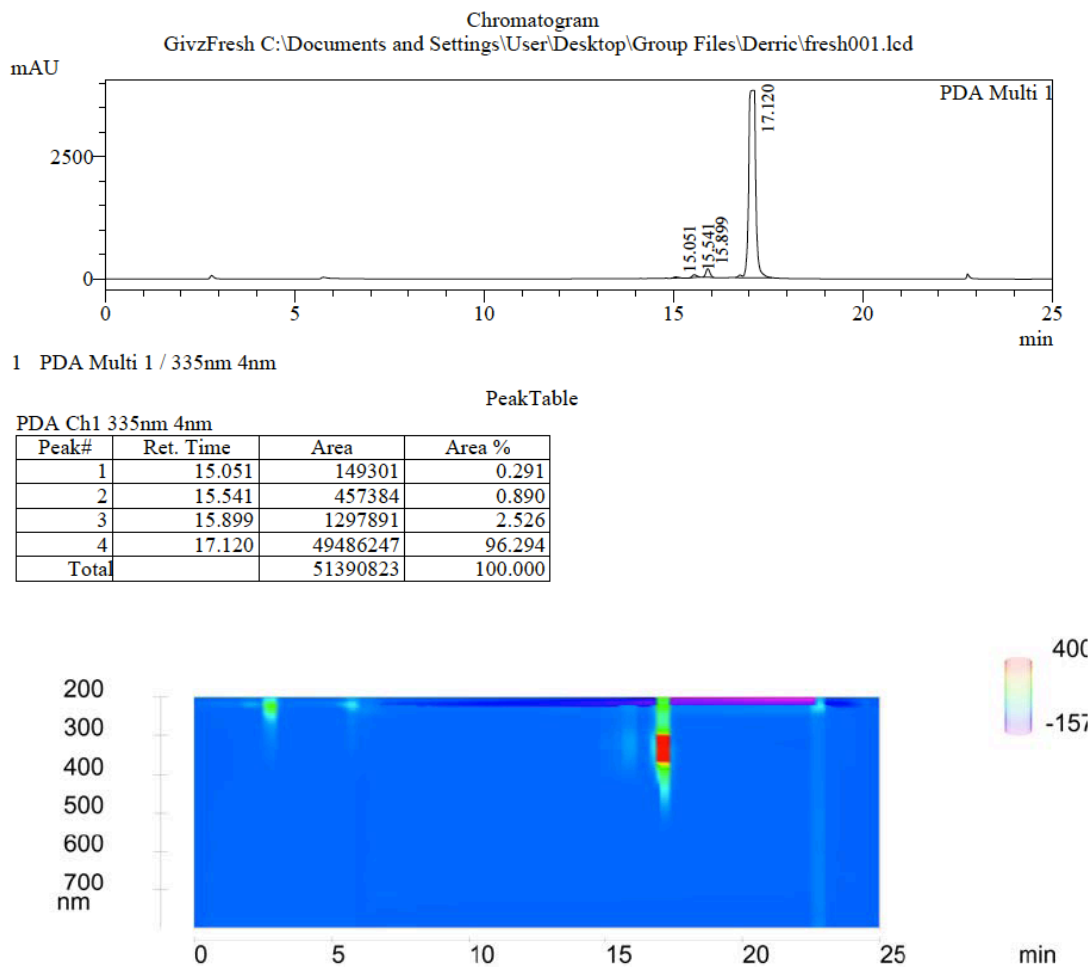 Chromatogram
GivzFresh C:\Documents and Settings\User\Desktop\Group Files\Derric\fresh001.lcd
mAU
PDA Multi 1
17.120
2500
15.051
15.541
15.899
0
0 5 10 15 20 25
min
1 PDA Multi 1 / 335nm 4nm
PeakTable
PDA Ch1 335nm 4nm
Peak# Ret. Time Area Area %
1 15.051 149301 0.291
2 15.541 457384 0.890
3 15.899 1297891 2.526
4 17.120 49486247 96.294
Total 51390823 100.000
400
-157
200
300
400
500
600
700
nm
0 5 10 15 20 25 min